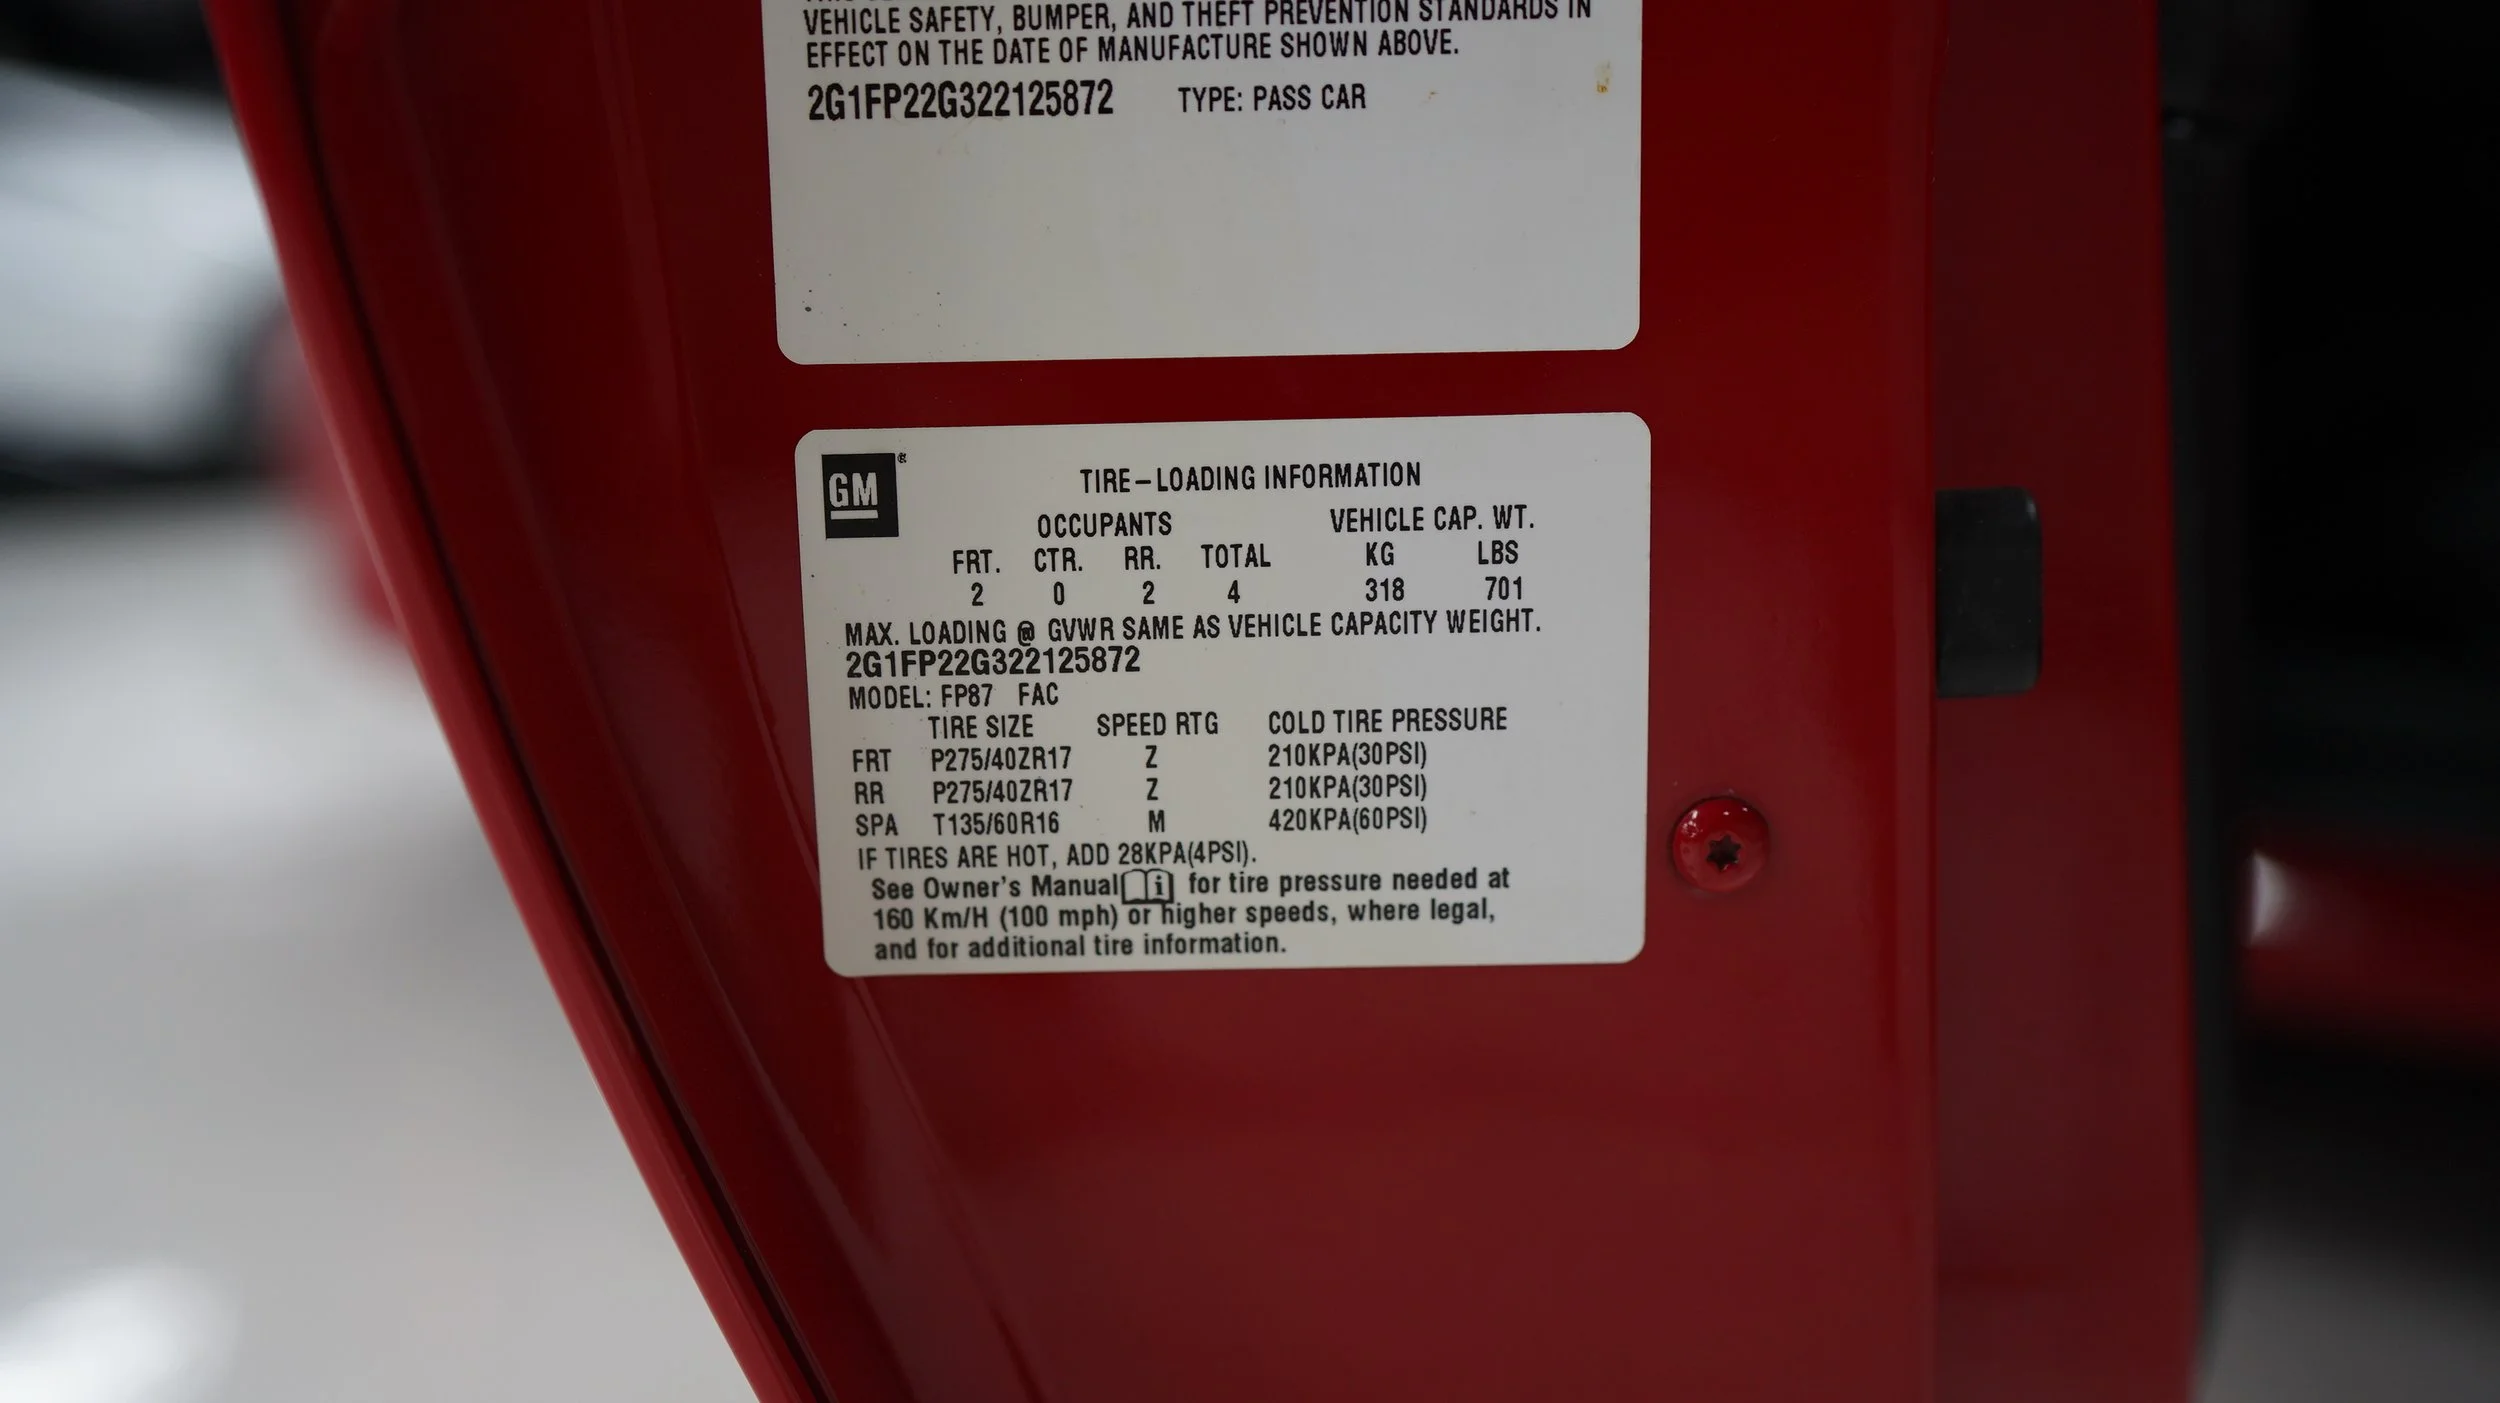 VEHICLE SAFETY, BUMPER, AND THEFT PREVENTION STANDARDS IN
EFFECT ON THE DATE OF MANUFACTURE SHOWN ABOVE.
2G1FP22G322125872 TYPE: PASS CAR
GM®
TIRE-LOADING INFORMATION
OCCUPANTS VEHICLE CAP. WT.
FRT. CTR. RR. TOTAL KG LBS
2 0 2 4 318 701
MAX. LOADING @ GVWR SAME AS VEHICLE CAPACITY WEIGHT.
2G1FP22G322125872
MODEL: FP87 FAC
TIRE SIZE SPEED RTG COLD TIRE PRESSURE
FRT P275/40ZR17 Z 210KPA(30PSI)
RR P275/40ZR17 Z 210KPA(30PSI)
SPA T135/60R16 M 420KPA(60PSI)
IF TIRES ARE HOT, ADD 28KPA(4PSI).
See Owner's Manual i for tire pressure needed at
160 Km/H (100 mph) or higher speeds, where legal,
and for additional tire information.